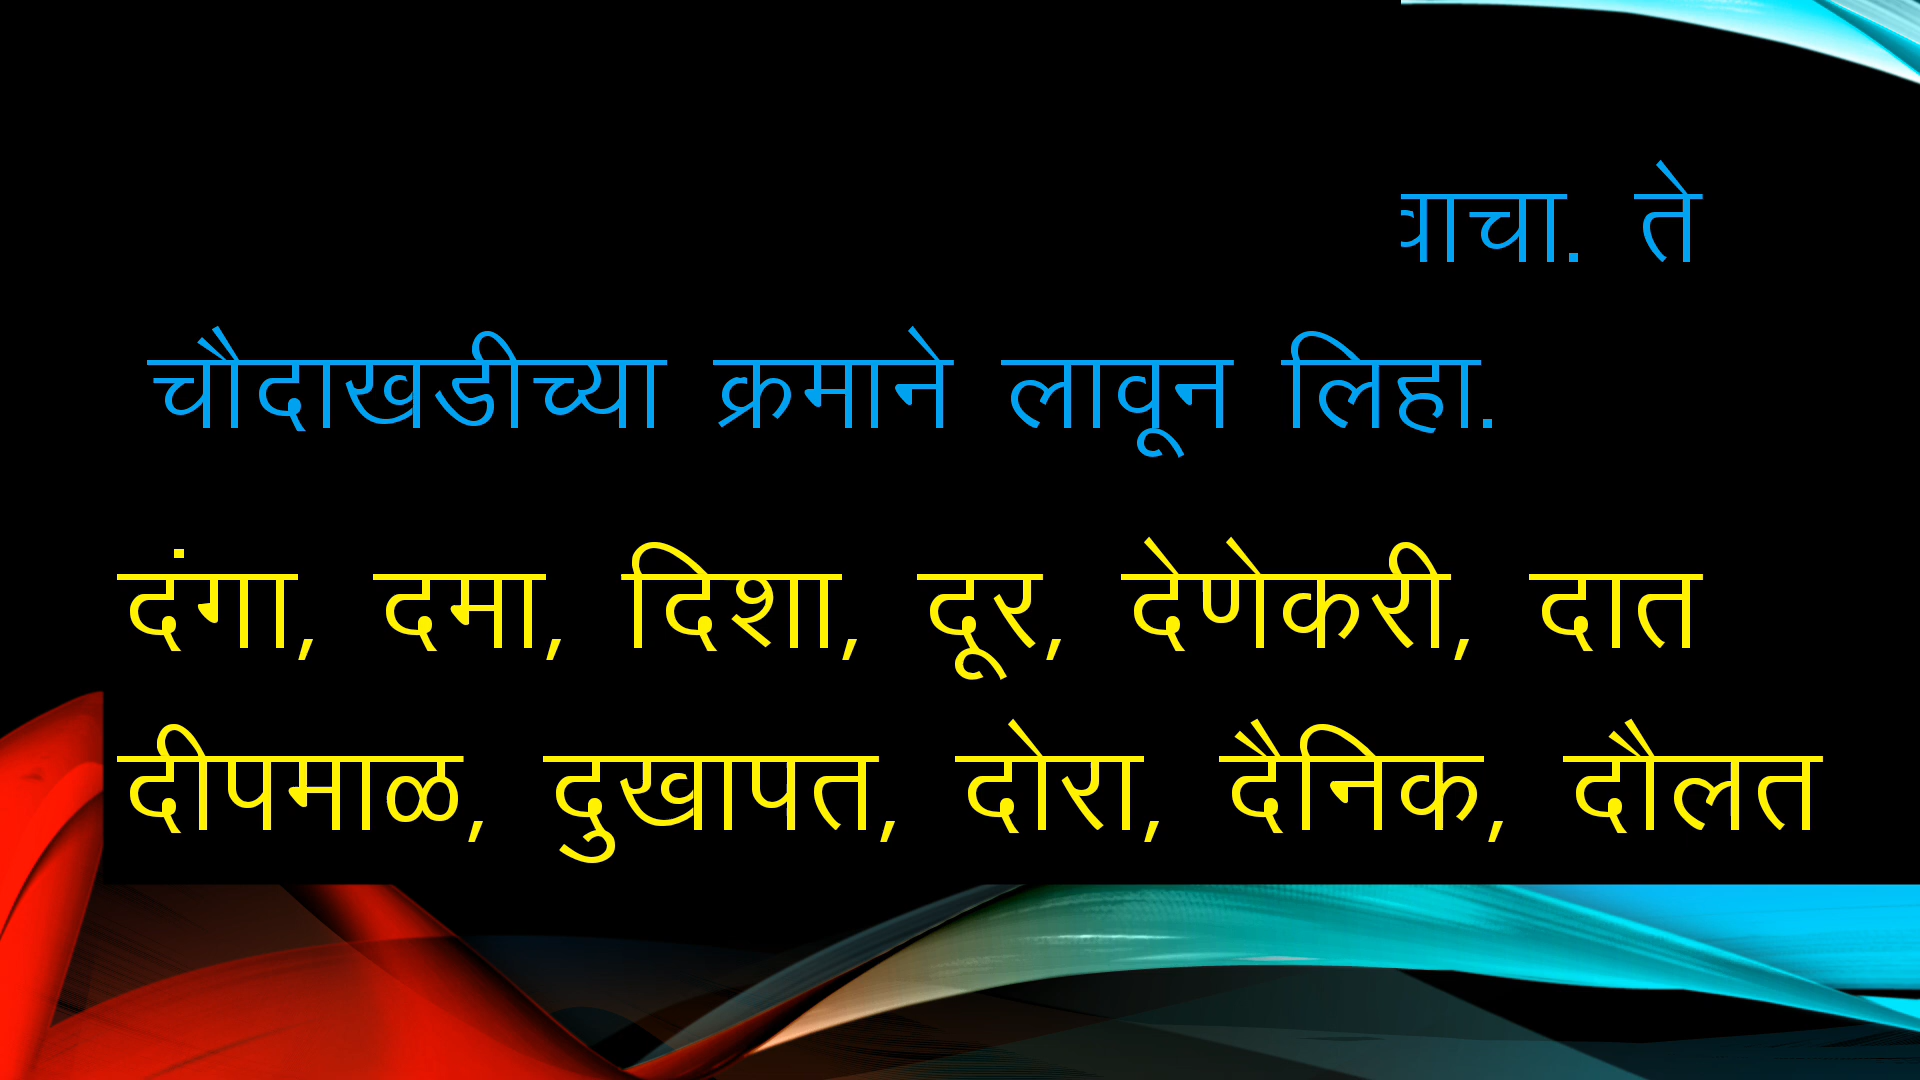 वाचा. ते
चौदाखडीच्या क्रमाने लावून लिहा.
दंगा, दमा, दिशा, दूर, देणेकरी, दात
दीपमाळ, दुखापत, दोरा, दैनिक, दौलत